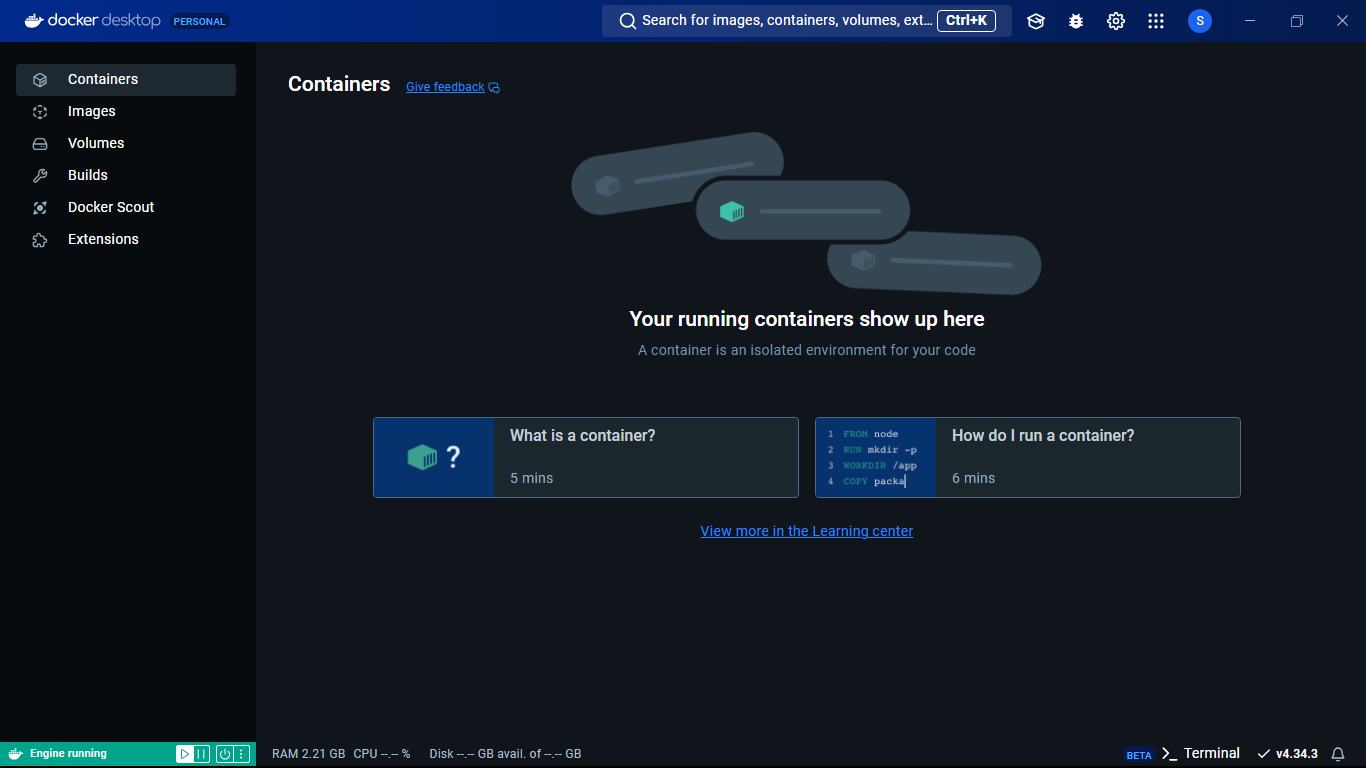 docker desktop PERSONAL
Search for images, containers, volumes, ext... Ctrl+K
S
Containers
Images
Volumes
Builds
Docker Scout
Extensions
Containers Give feedback
Your running containers show up here
A container is an isolated environment for your code
?
What is a container?
5 mins
1 FROM node
2 RUN mkdir -p
3 WORKDIR /app
4 COPY packa
How do I run a container?
6 mins
View more in the Learning center
Engine running
RAM 2.21 GB CPU --.-- % Disk --.-- GB avail. of --.-- GB
BETA >_ Terminal v4.34.3